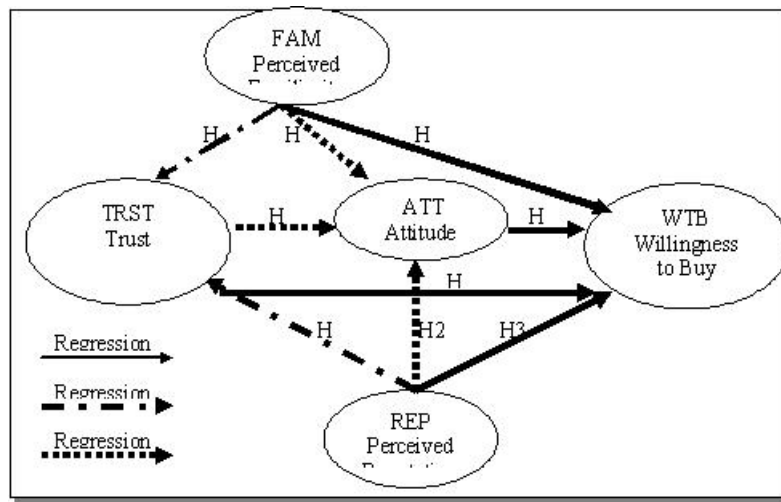 FAM
Perceived
H
H
H
TRST
Trust
H
ATT
Attitude
H
WTB
Willingness
to Buy
H
H
H2
H3
Regression
Regression
Regression
REP
Perceived